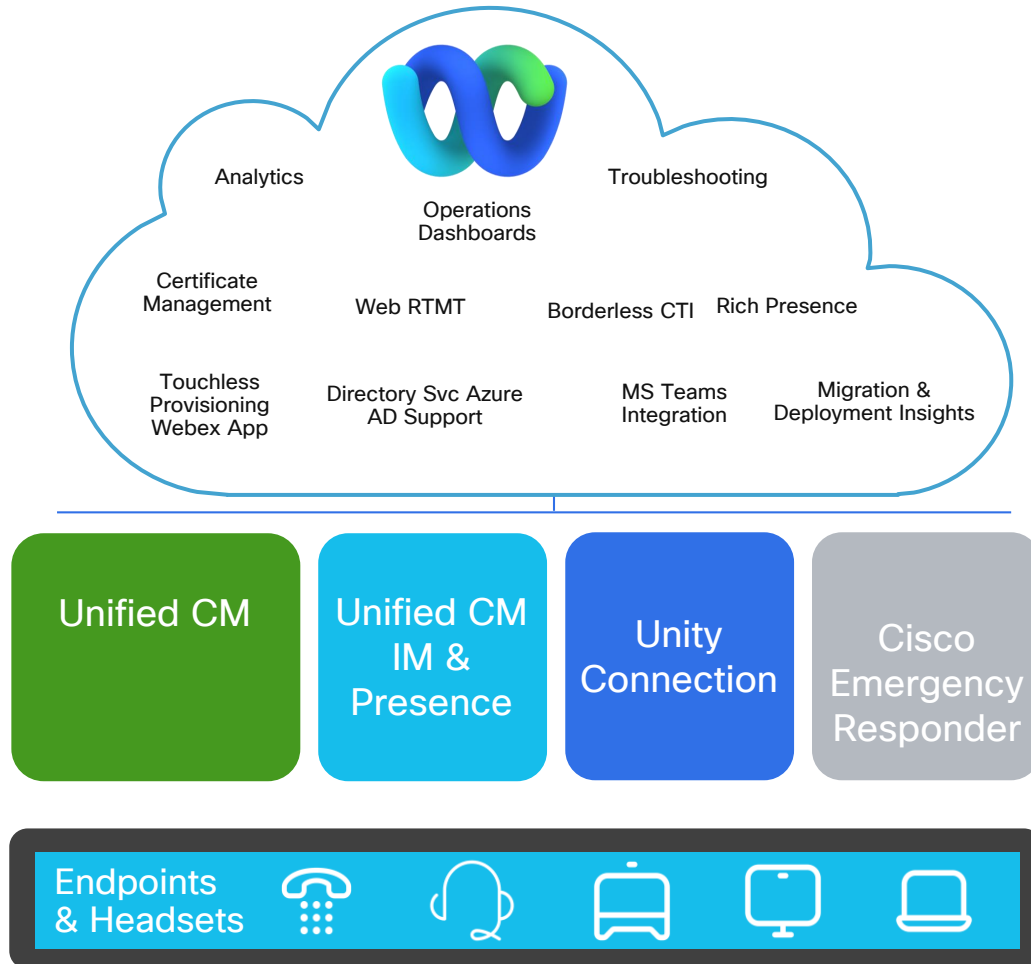 Analytics
Troubleshooting
Operations
Dashboards
Certificate
Management
Web RTMT
Borderless CTI
Rich Presence
Touchless
Provisioning
Webex App
Directory Svc Azure
AD Support
MS Teams
Integration
Migration &
Deployment Insights
Unified CM
Unified CM
IM &
Presence
Unity
Connection
Cisco
Emergency
Responder
Endpoints
& Headsets